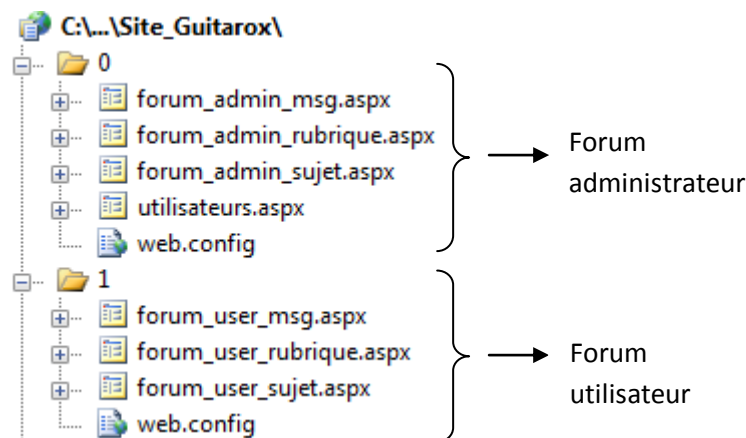 C:\...\Site_Guitarox\
0
forum_admin_msg.aspx
forum_admin_rubrique.aspx
forum_admin_sujet.aspx
utilisateurs.aspx
web.config
Forum
administrateur
1
forum_user_msg.aspx
forum_user_rubrique.aspx
forum_user_sujet.aspx
web.config
Forum
utilisateur